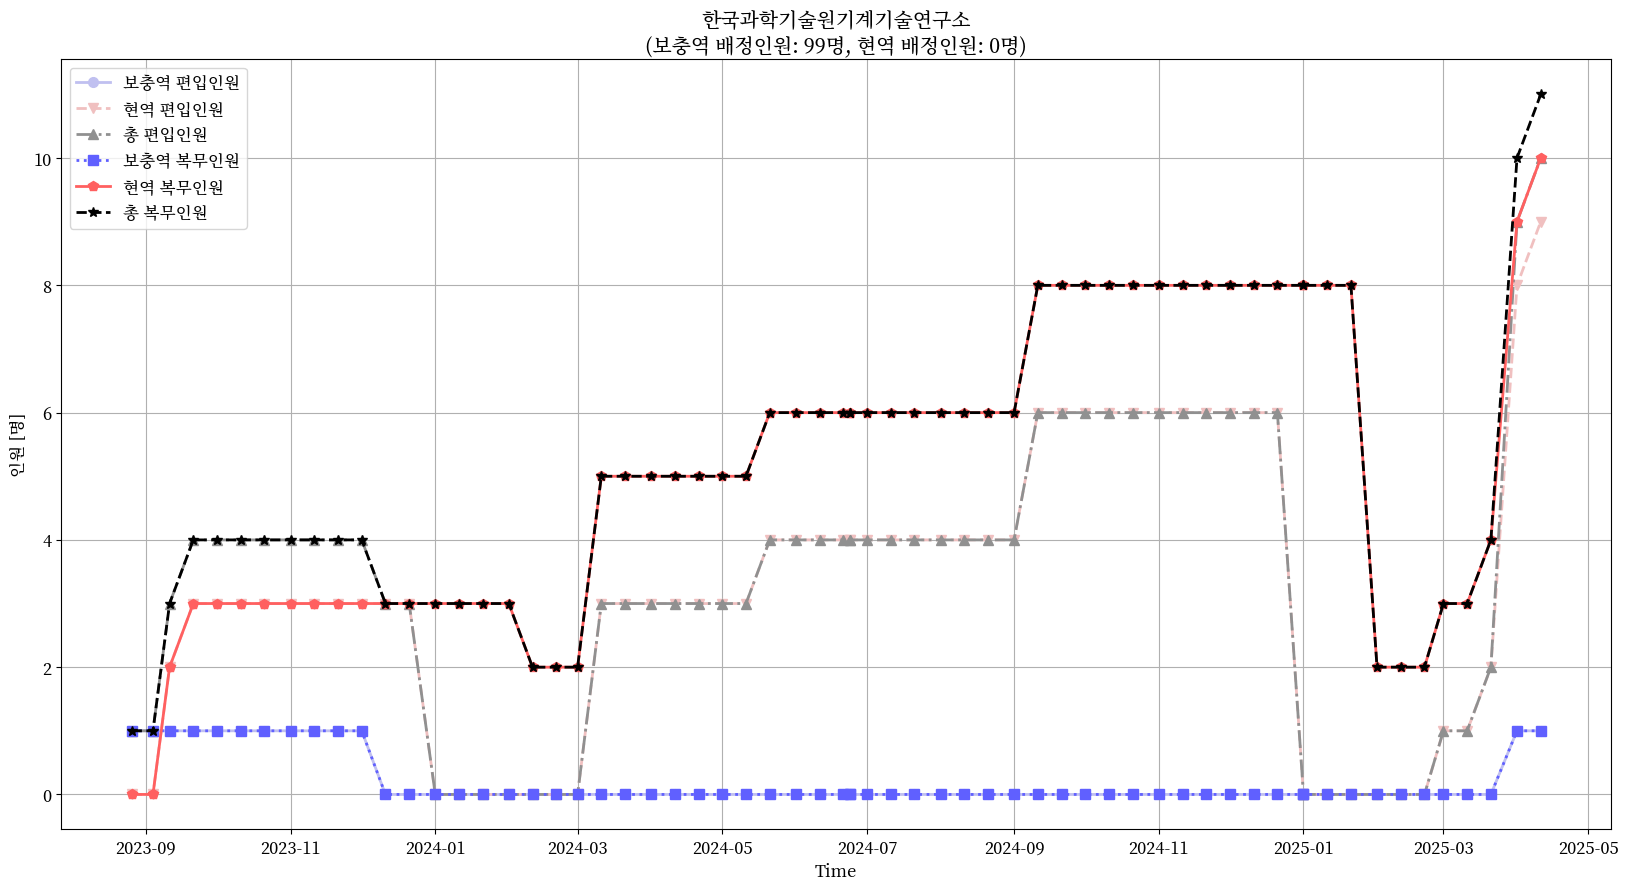 한국과학기술원기계기술연구소
(보충역 배정인원: 99명, 현역 배정인원: 0명)
보충역 편입인원
현역 편입인원
총 편입인원
보충역 복무인원
현역 복무인원
총 복무인원
인원 [명]
10
8
6
4
2
0
2023-09
2023-11
2024-01
2024-03
2024-05
2024-07
2024-09
2024-11
2025-01
2025-03
2025-05
Time